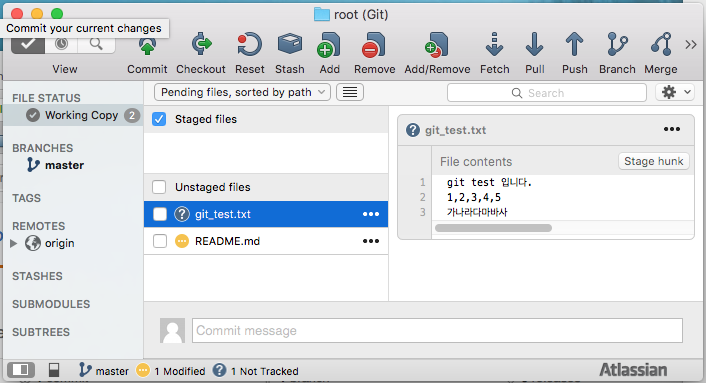 root (Git)
Commit your current changes
View Commit Checkout Reset Stash Add Remove Add/Remove Fetch Pull Push Branch Merge
Pending files, sorted by path
Search
FILE STATUS
Working Copy 2
BRANCHES
master
TAGS
REMOTES
origin
STASHES
SUBMODULES
SUBTREES
Staged files
Unstaged files
git_test.txt
README.md
git_test.txt
File contents Stage hunk
1 git test 입니다.
2 1,2,3,4,5
3 가나라다마바사
Commit message
master 1 Modified 1 Not Tracked Atlassian